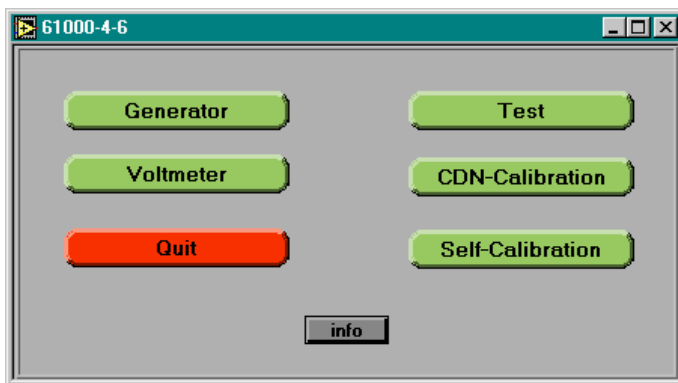 61000-4-6
Generator
Test
Voltmeter
CDN-Calibration
Quit
Self-Calibration
info